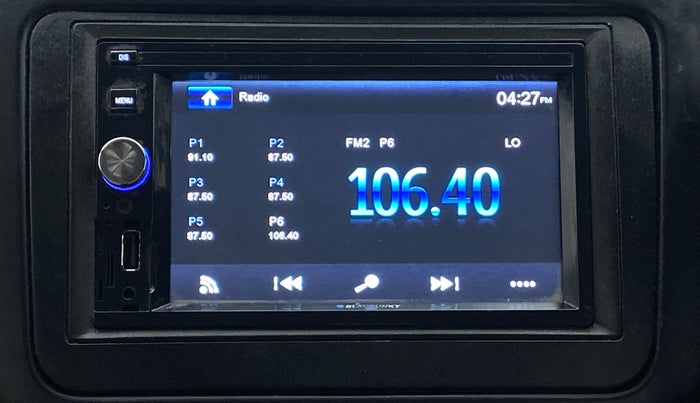 DIS
MENU
Radio 04:27PM
P1 P2 FM2 P6 LO
91.10 87.50
P3 P4 106.40
87.50 87.50
P5 P6
87.50 106.40
BLAUPUNKT